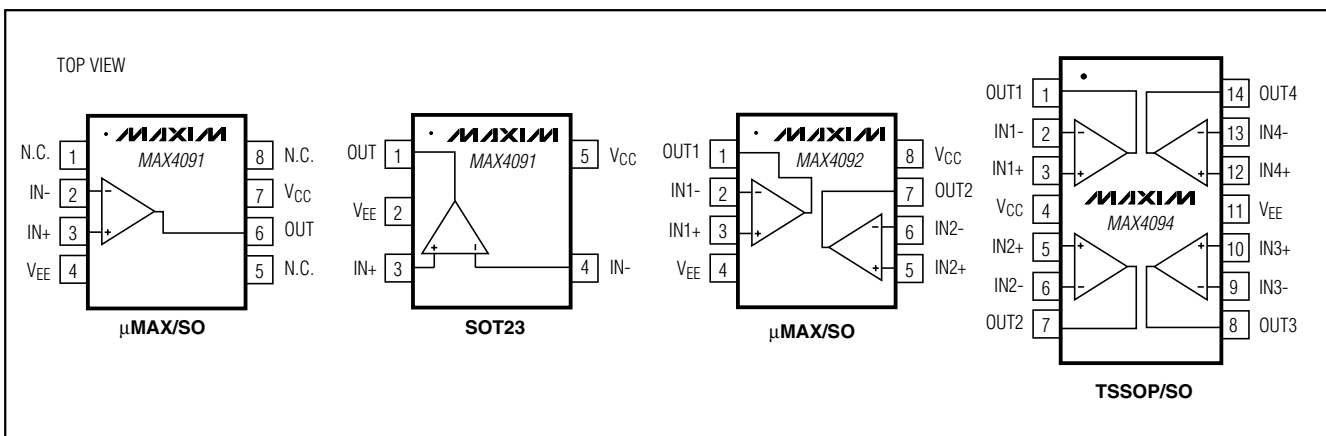 TOP VIEW
MAXIM
MAX4091
N.C. 1
IN- 2
IN+ 3
VEE 4
8 N.C.
7 VCC
6 OUT
5 N.C.
- +
μMAX/SO
MAXIM
MAX4091
OUT 1
VEE 2
IN+ 3
5 VCC
4 IN-
+ -
SOT23
MAXIM
MAX4092
OUT1 1
IN1- 2
IN1+ 3
VEE 4
8 VCC
7 OUT2
6 IN2-
5 IN2+
- +
- +
μMAX/SO
OUT1 1
IN1- 2
IN1+ 3
VCC 4
IN2+ 5
IN2- 6
OUT2 7
14 OUT4
13 IN4-
12 IN4+
11 VEE
10 IN3+
9 IN3-
8 OUT3
- +
- +
MAXIM
MAX4094
+ -
+ -
TSSOP/SO